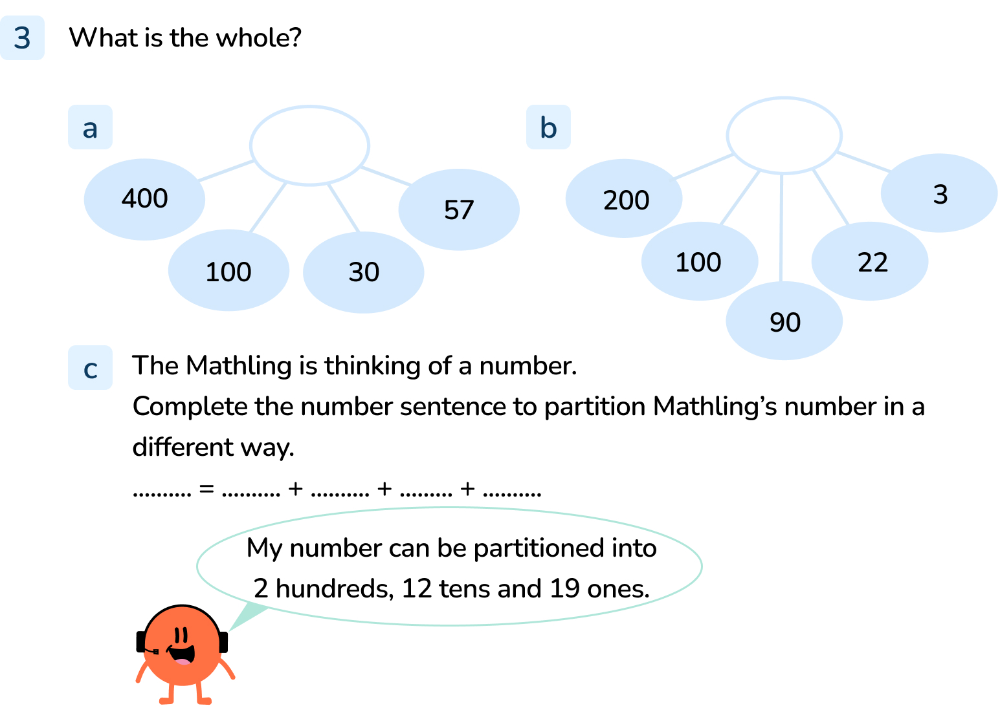 3 What is the whole?
a
400
100
30
57
b
200
100
90
22
3
c The Mathling is thinking of a number.
Complete the number sentence to partition Mathling’s number in a
different way.
.......... = .......... + .......... + ......... + ..........
My number can be partitioned into
2 hundreds, 12 tens and 19 ones.